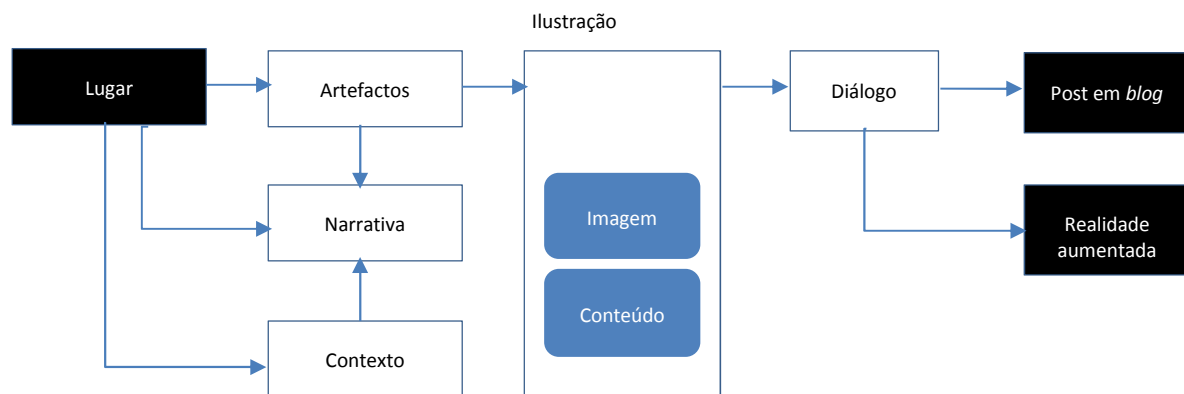 Ilustração
Lugar
Artefactos
Diálogo
Post em blog
Narrativa
Imagem
Realidade
aumentada
Conteúdo
Contexto